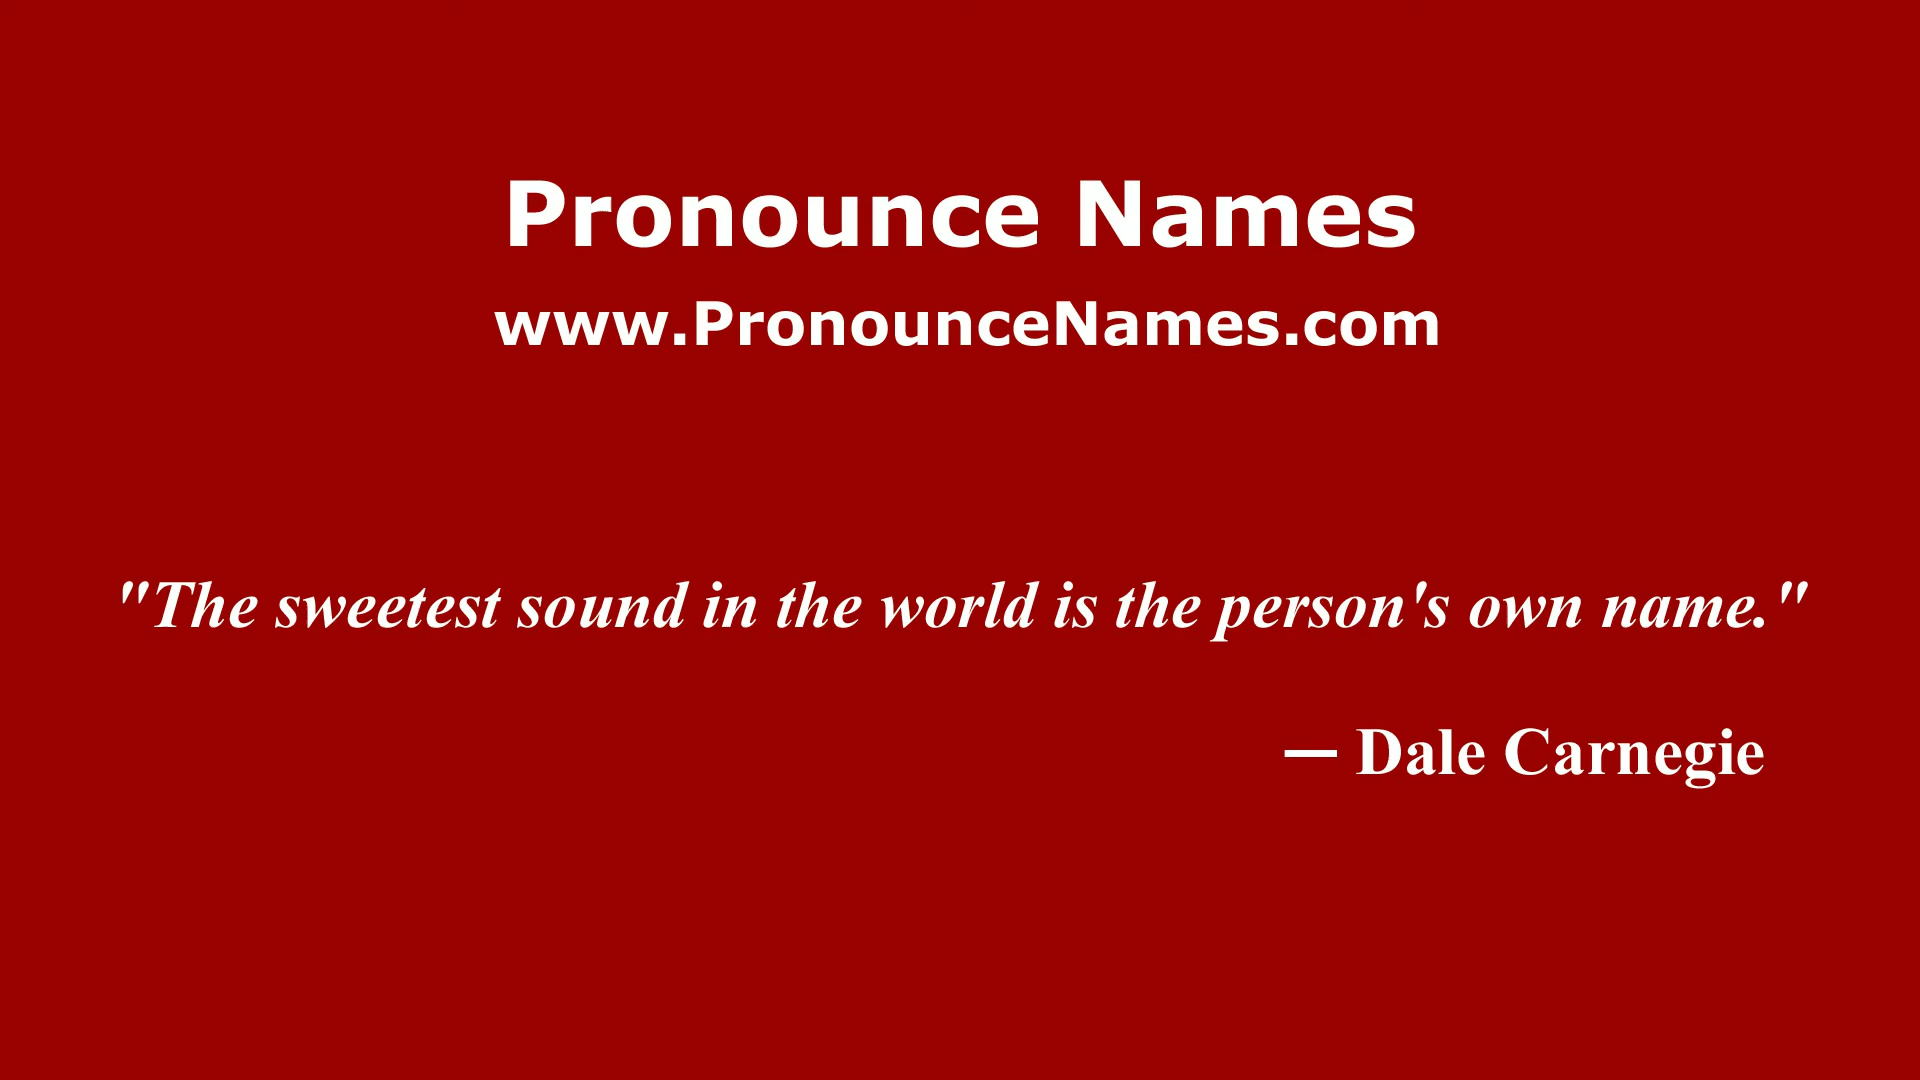 Pronounce Names
www.PronounceNames.com
"The sweetest sound in the world is the person's own name."
— Dale Carnegie